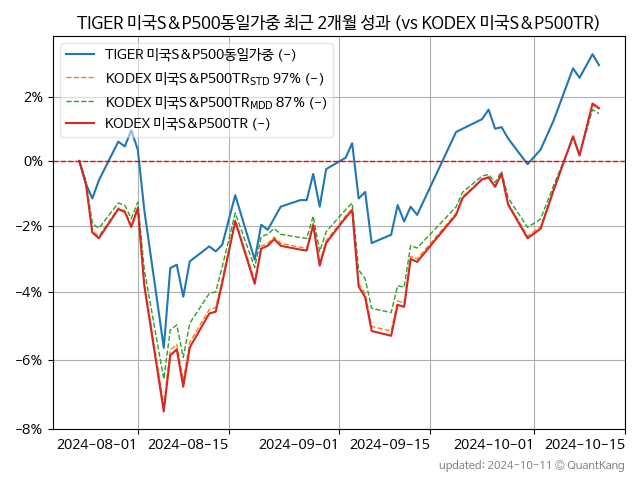 TIGER 미국S&P500동일가중 최근 2개월 성과 (vs KODEX 미국S&P500TR)
TIGER 미국S&P500동일가중 (-)
KODEX 미국S&P500TRSTD 97% (-)
KODEX 미국S&P500TRMDD 87% (-)
KODEX 미국S&P500TR (-)
2%
0%
−2%
−4%
−6%
−8%
2024-08-01
2024-08-15
2024-09-01
2024-09-15
2024-10-01
2024-10-15
updated: 2024-10-11 © QuantKang